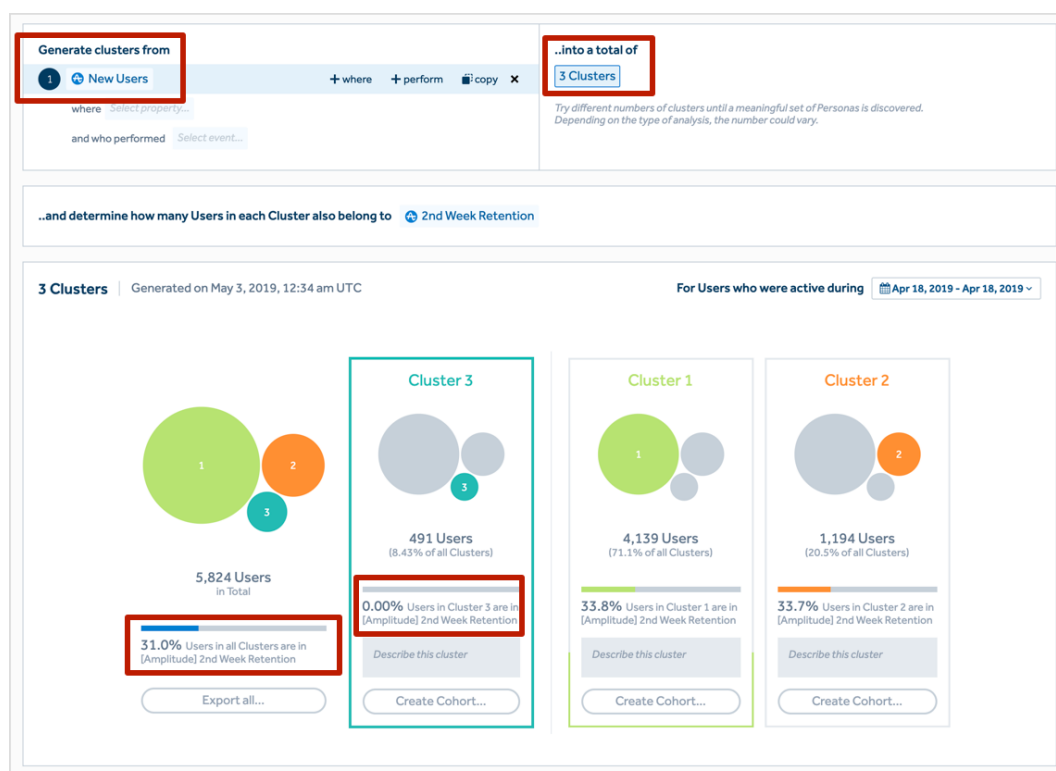 Generate clusters from
1 New Users + where + perform copy ×
where Select property...
and who performed Select event...
..into a total of
3 Clusters
Try different numbers of clusters until a meaningful set of Personas is discovered.
Depending on the type of analysis, the number could vary.
..and determine how many Users in each Cluster also belong to 2nd Week Retention
3 Clusters Generated on May 3, 2019, 12:34 am UTC
For Users who were active during Apr 18, 2019 - Apr 18, 2019
1
2
3
5,824 Users
in Total
31.0% Users in all Clusters are in
[Amplitude] 2nd Week Retention
Export all...
Cluster 3
3
491 Users
(8.43% of all Clusters)
0.00% Users in Cluster 3 are in
[Amplitude] 2nd Week Retention
Describe this cluster
Create Cohort...
Cluster 1
1
4,139 Users
(71.1% of all Clusters)
33.8% Users in Cluster 1 are in
[Amplitude] 2nd Week Retention
Describe this cluster
Create Cohort...
Cluster 2
2
1,194 Users
(20.5% of all Clusters)
33.7% Users in Cluster 2 are in
[Amplitude] 2nd Week Retention
Describe this cluster
Create Cohort...